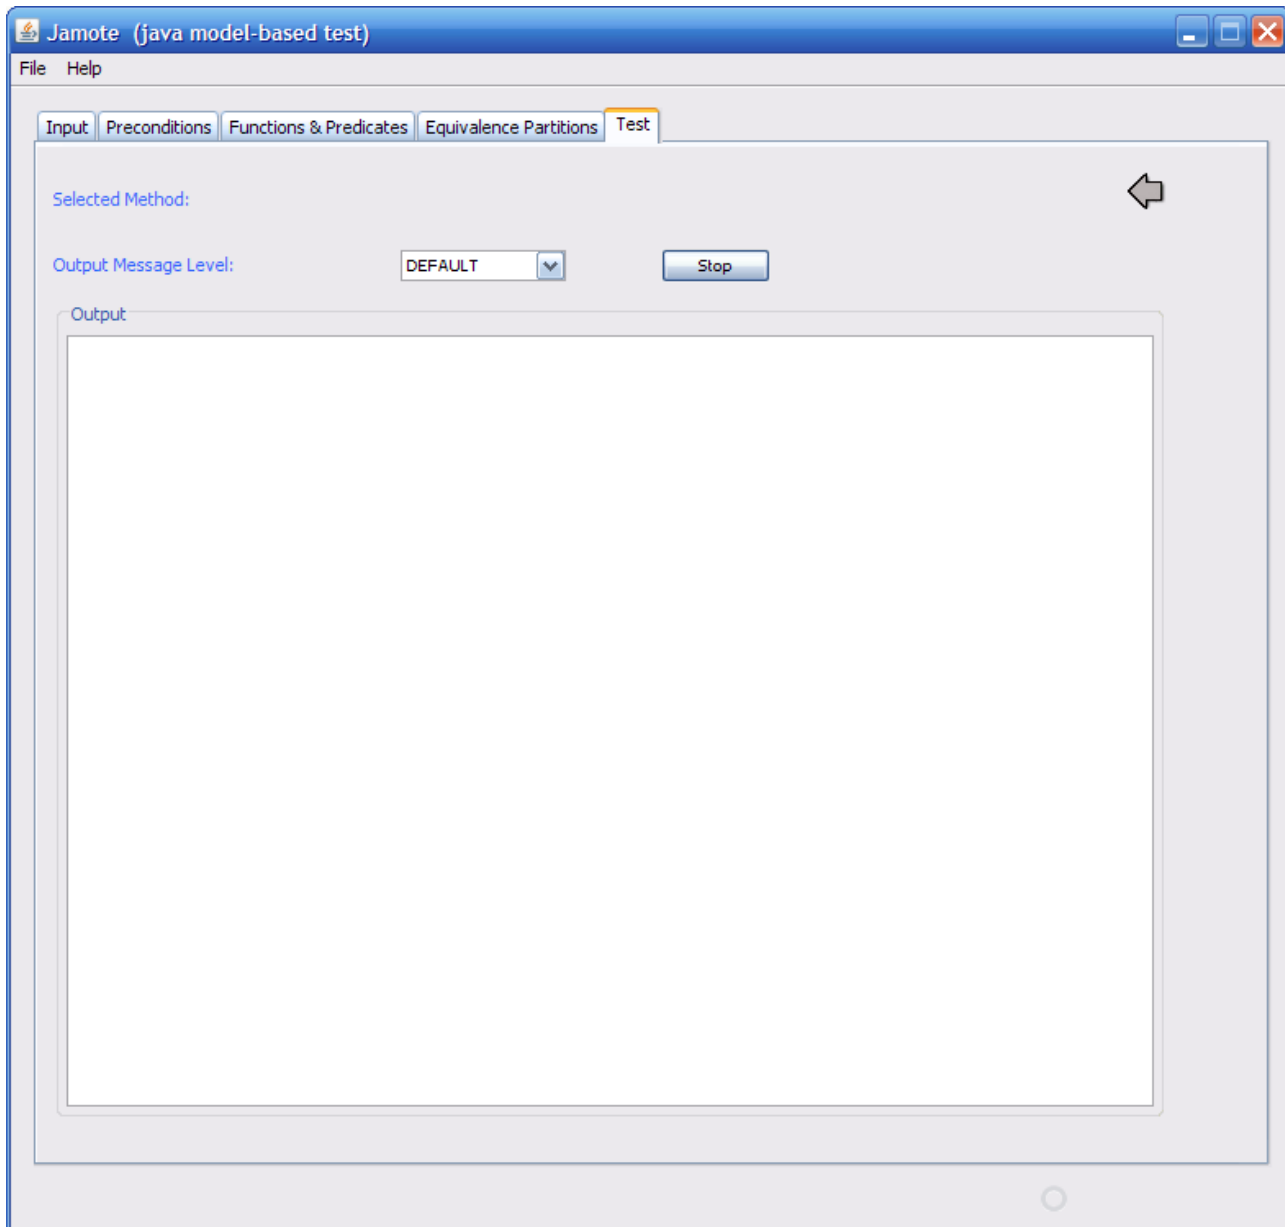 Jamote (java model-based test)
File Help
Input Preconditions Functions & Predicates Equivalence Partitions Test
Selected Method:
Output Message Level: DEFAULT Stop
Output